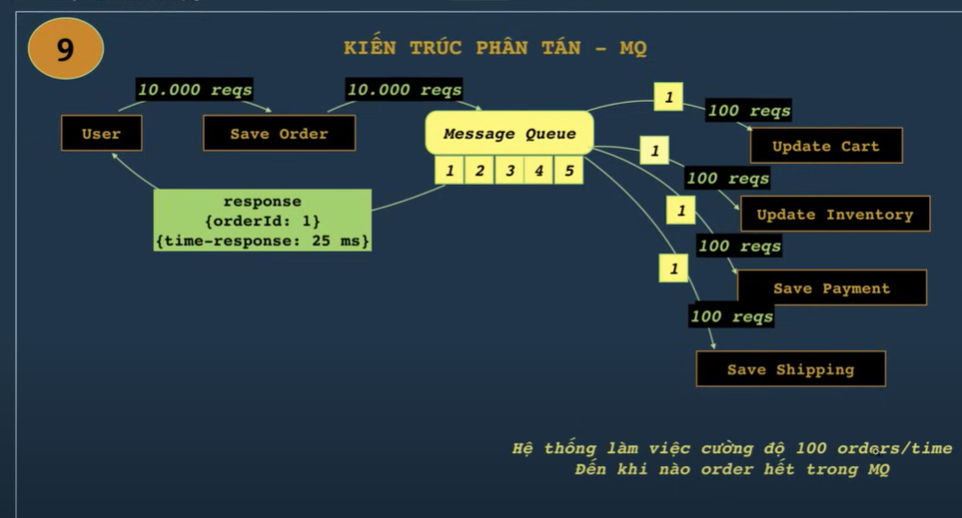 9
KIẾN TRÚC PHÂN TÁN - MQ
10.000 reqs
10.000 reqs
User
Save Order
Message Queue
1 2 3 4 5
response
{orderId: 1}
{time-response: 25 ms}
1
100 reqs
Update Cart
1
100 reqs
Update Inventory
1
100 reqs
Save Payment
1
100 reqs
Save Shipping
Hệ thống làm việc cường độ 100 orders/time
Đến khi nào order hết trong MQ